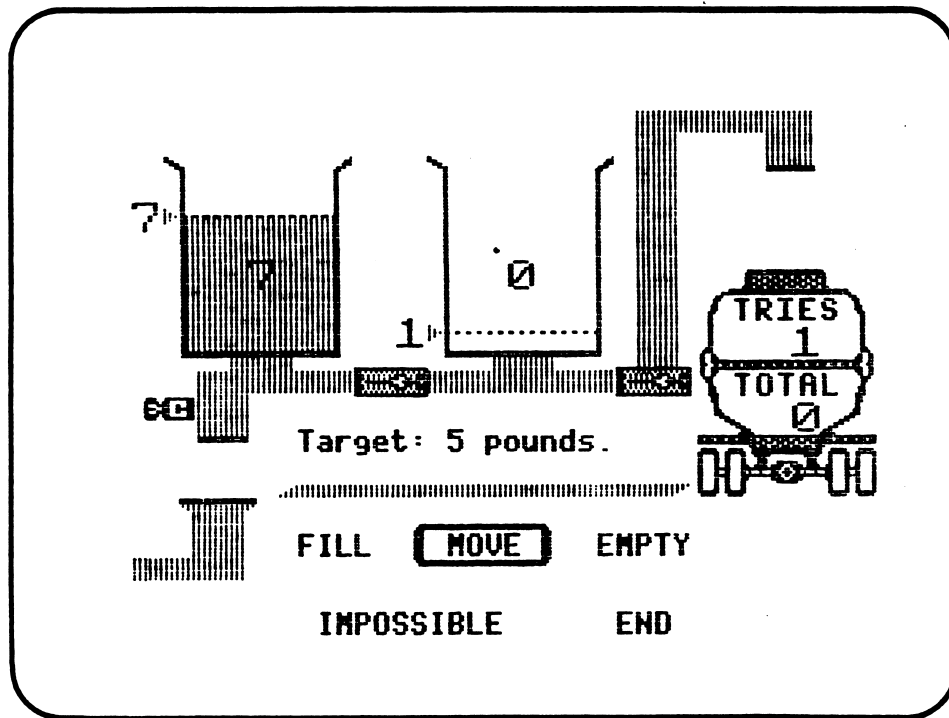 7
7
0
1
TRIES
1
TOTAL
0
Target: 5 pounds.
FILL MOVE EMPTY
IMPOSSIBLE END